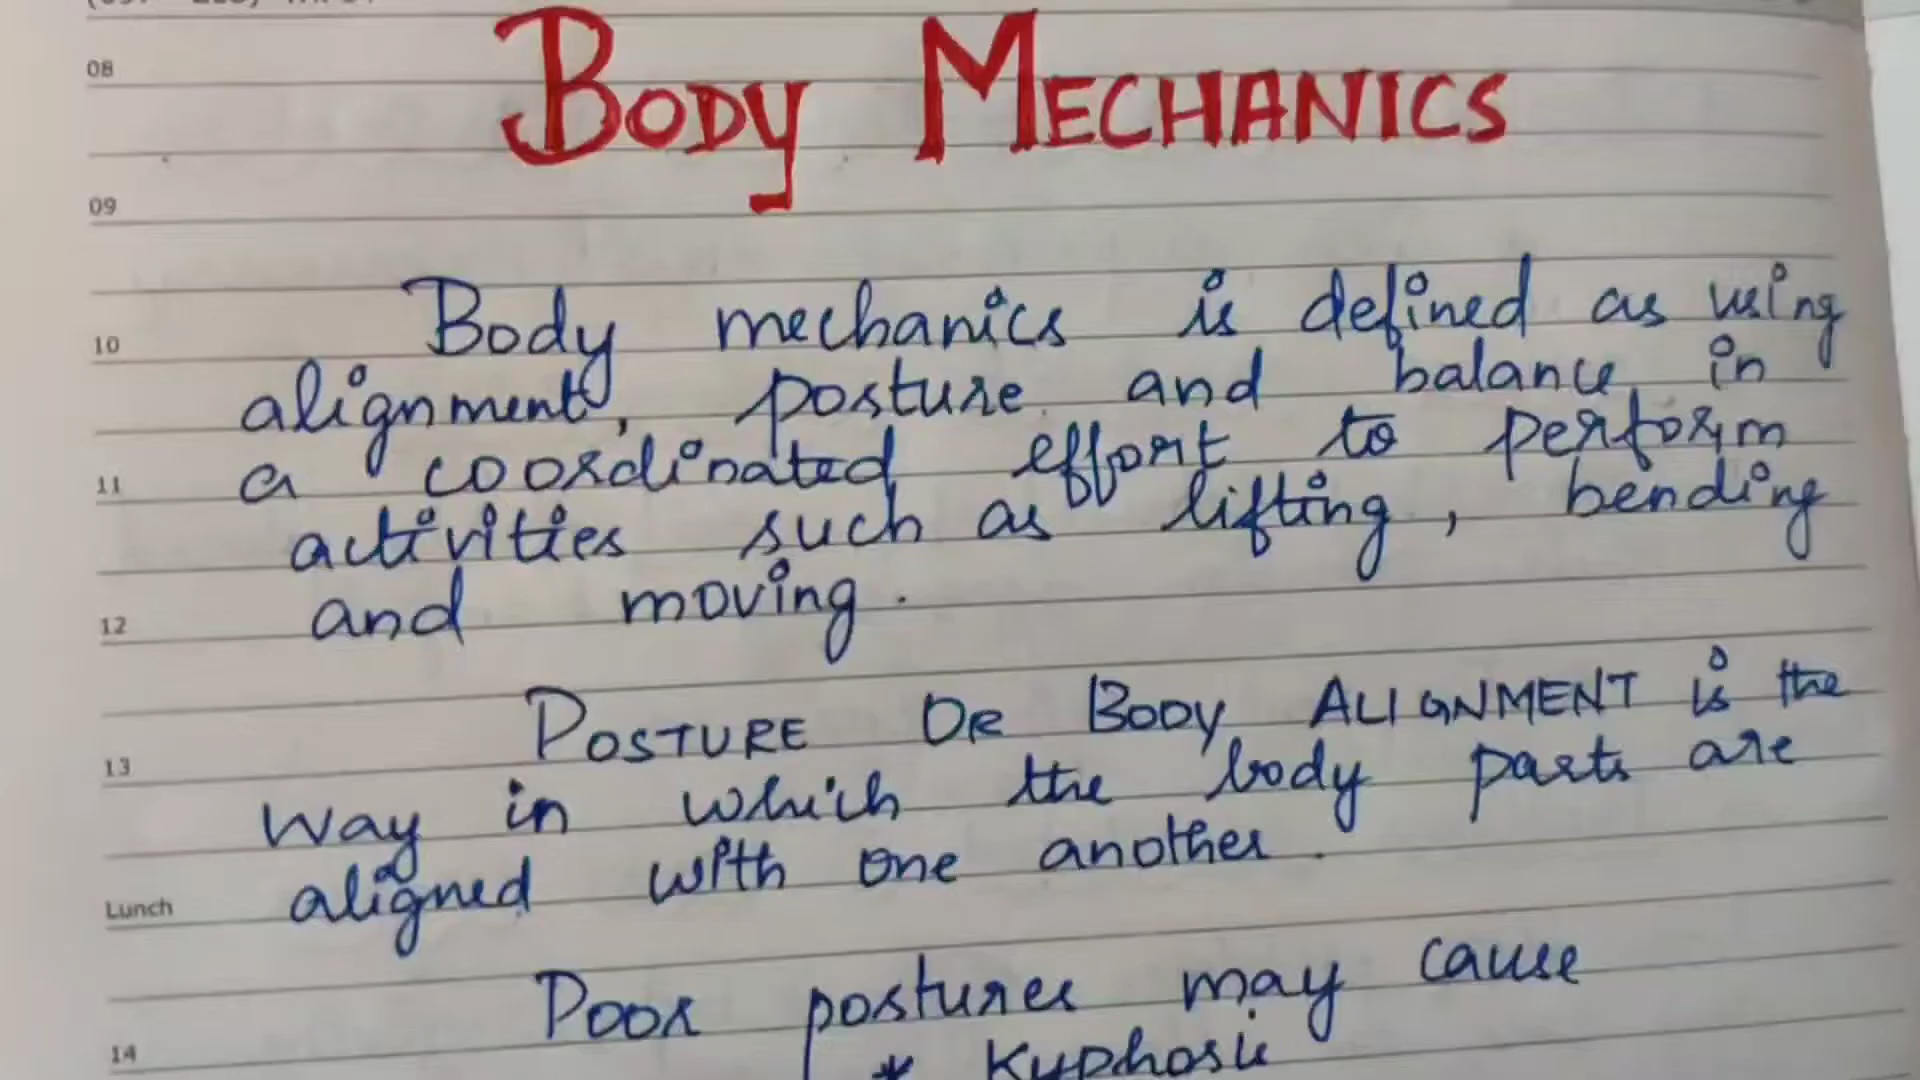 BODY MECHANICS
08
09
Body mechanics is defined as using
10
alignment, posture and balance in
a coordinated effort to perform
11
activities such as lifting, bending
and moving.
12
POSTURE OR BODY ALIGNMENT is the
13
way in which the body parts are
aligned with one another.
Lunch
Poor postures may cause
14
* Kyphosis